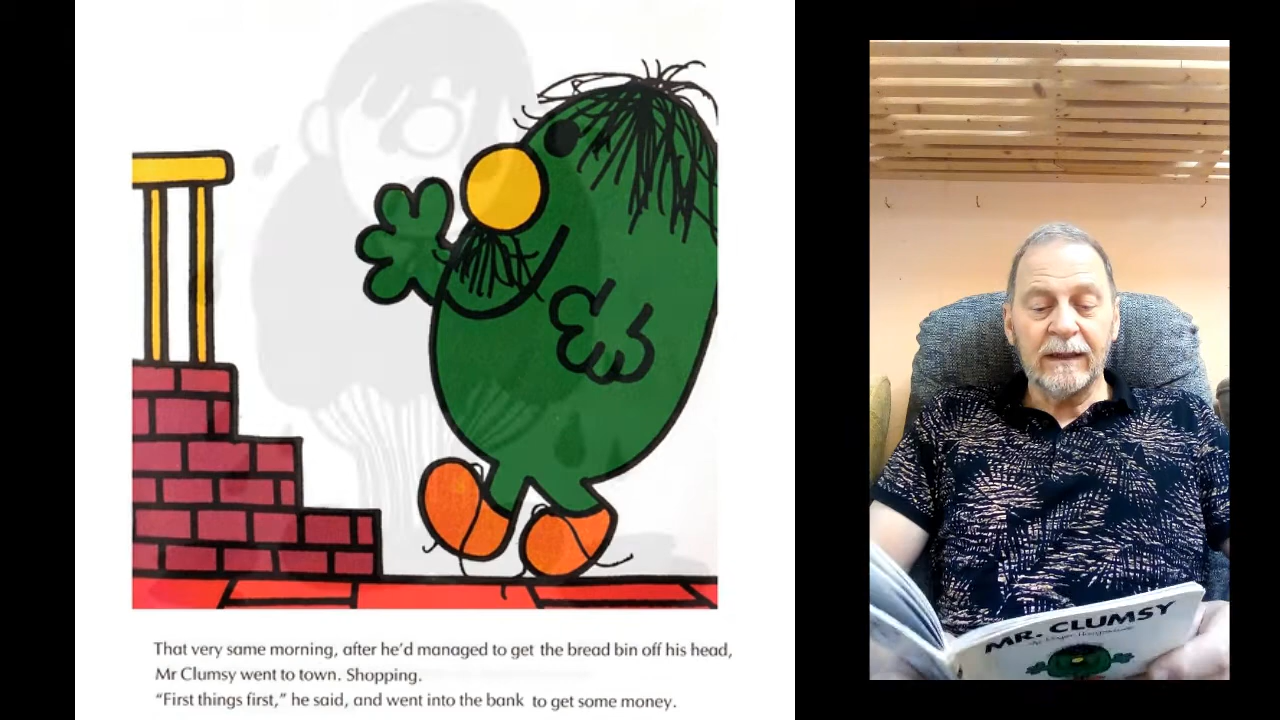 That very same morning, after he'd managed to get the bread bin off his head,
Mr Clumsy went to town. Shopping.
“First things first,” he said, and went into the bank to get some money.
MR. CLUMSY